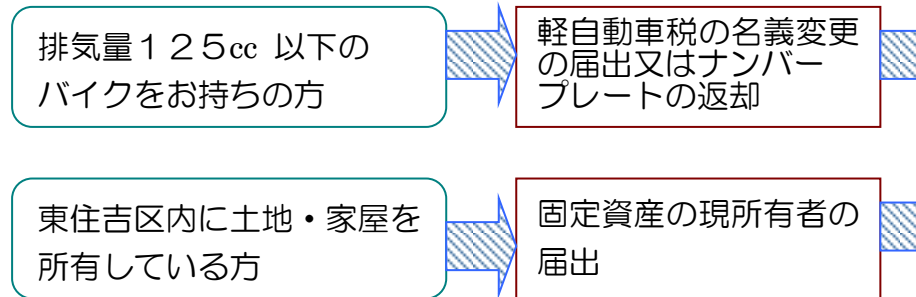 排気量１２５cc 以下の
バイクをお持ちの方
軽自動車税の名義変更
の届出又はナンバー
プレートの返却
東住吉区内に土地・家屋を
所有している方
固定資産の現所有者の
届出